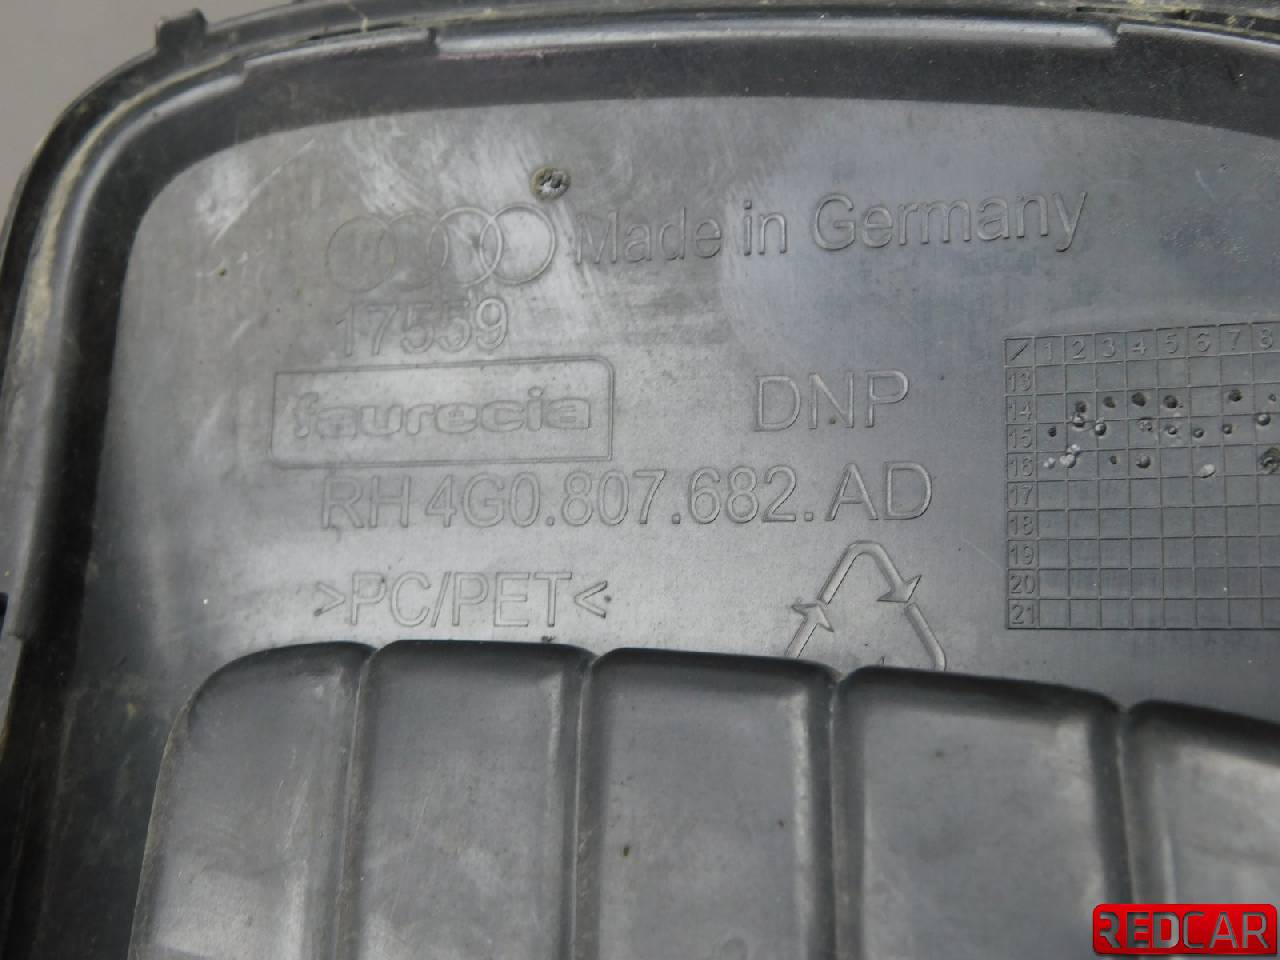 Made in Germany
17559
faurecia
DNP
RH 4G0.807.682.AD
>PC/PET<
1 2 3 4 5 6 7 8
13
14
15
16
17
18
19
20
21
REDCAR